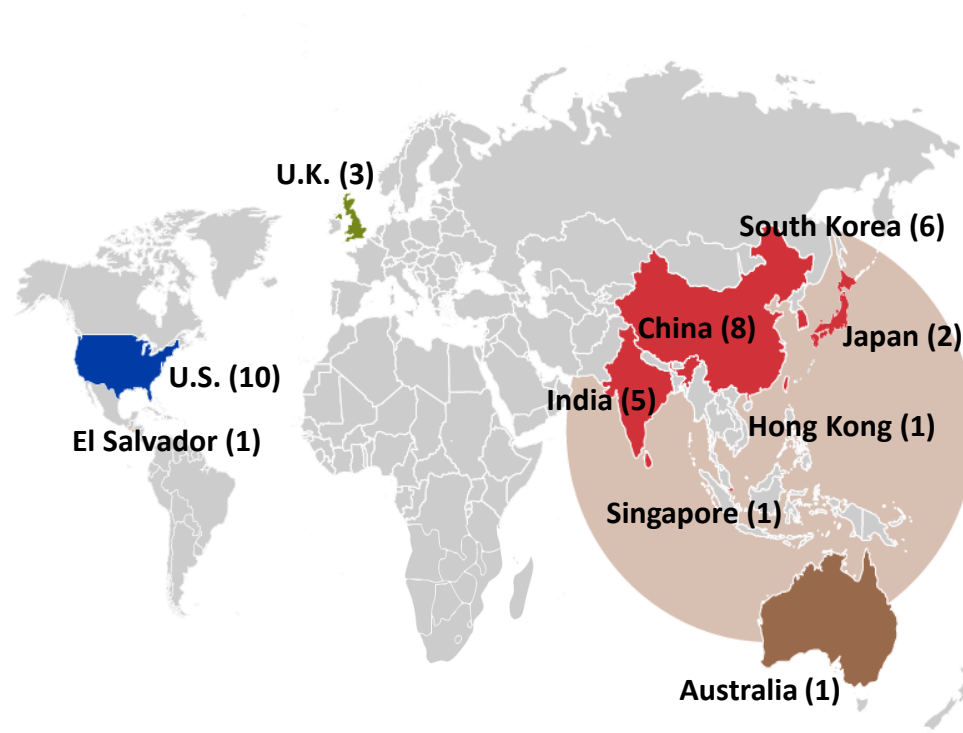 U.K. (3)
South Korea (6)
China (8)
Japan (2)
U.S. (10)
India (5)
Hong Kong (1)
El Salvador (1)
Singapore (1)
Australia (1)